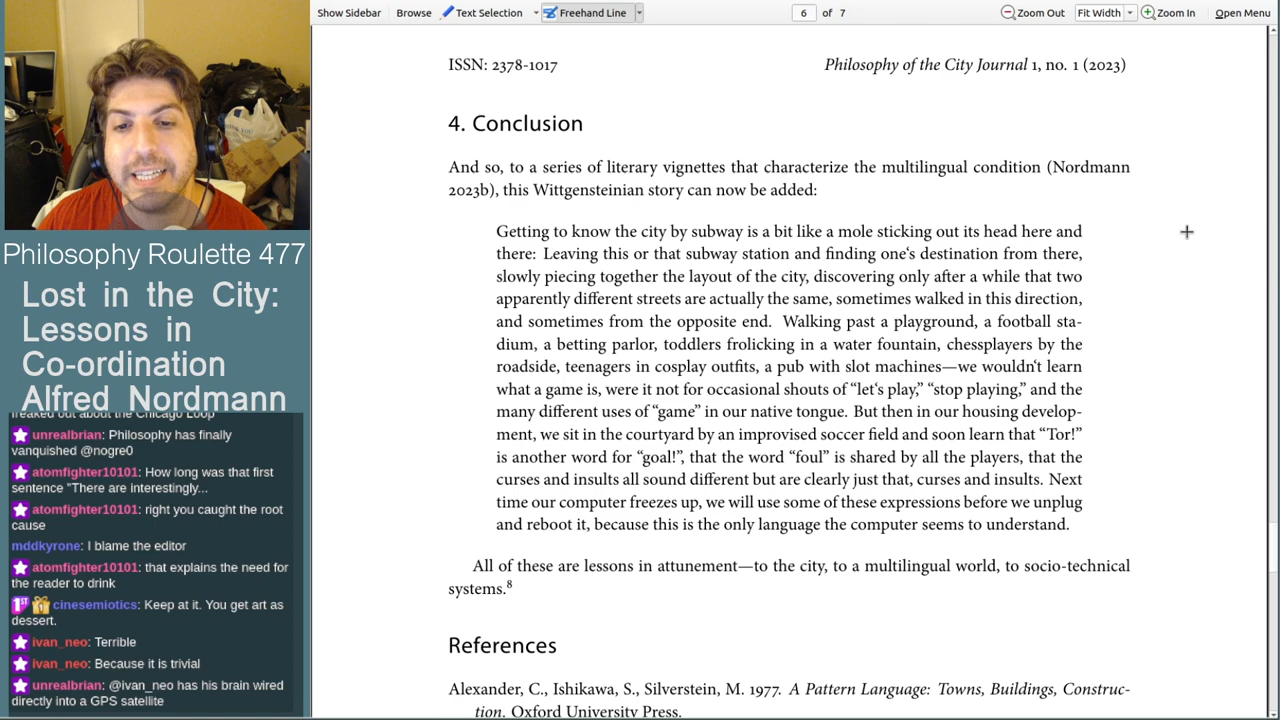 Show Sidebar Browse Text Selection Freehand Line 6 of 7 Zoom Out Fit Width Zoom In Open Menu
ISSN: 2378-1017 Philosophy of the City Journal 1, no. 1 (2023)
4. Conclusion
And so, to a series of literary vignettes that characterize the multilingual condition (Nordmann
2023b), this Wittgensteinian story can now be added:
Getting to know the city by subway is a bit like a mole sticking out its head here and
there: Leaving this or that subway station and finding one‘s destination from there,
slowly piecing together the layout of the city, discovering only after a while that two
apparently different streets are actually the same, sometimes walked in this direction,
and sometimes from the opposite end. Walking past a playground, a football sta-
dium, a betting parlor, toddlers frolicking in a water fountain, chessplayers by the
roadside, teenagers in cosplay outfits, a pub with slot machines—we wouldn‘t learn
what a game is, were it not for occasional shouts of “let‘s play,” “stop playing,” and the
many different uses of “game” in our native tongue. But then in our housing develop-
ment, we sit in the courtyard by an improvised soccer field and soon learn that “Tor!”
is another word for “goal!”, that the word “foul” is shared by all the players, that the
curses and insults all sound different but are clearly just that, curses and insults. Next
time our computer freezes up, we will use some of these expressions before we unplug
and reboot it, because this is the only language the computer seems to understand.
All of these are lessons in attunement—to the city, to a multilingual world, to socio-technical
systems.8
References
Alexander, C., Ishikawa, S., Silverstein, M. 1977. A Pattern Language: Towns, Buildings, Construc-
tion. Oxford University Press.
Philosophy Roulette 477
Lost in the City:
Lessons in
Co-ordination
Alfred Nordmann
freaked out about the Chicago Loop
unrealbrian: Philosophy has finally
vanquished @nogre0
atomfighter10101: How long was that first
sentence "There are interestingly...
atomfighter10101: right you caught the root
cause
mddkyrone: I blame the editor
atomfighter10101: that explains the need for
the reader to drink
cinesemiotics: Keep at it. You get art as
dessert.
ivan_neo: Terrible
ivan_neo: Because it is trivial
unrealbrian: @ivan_neo has his brain wired
directly into a GPS satellite